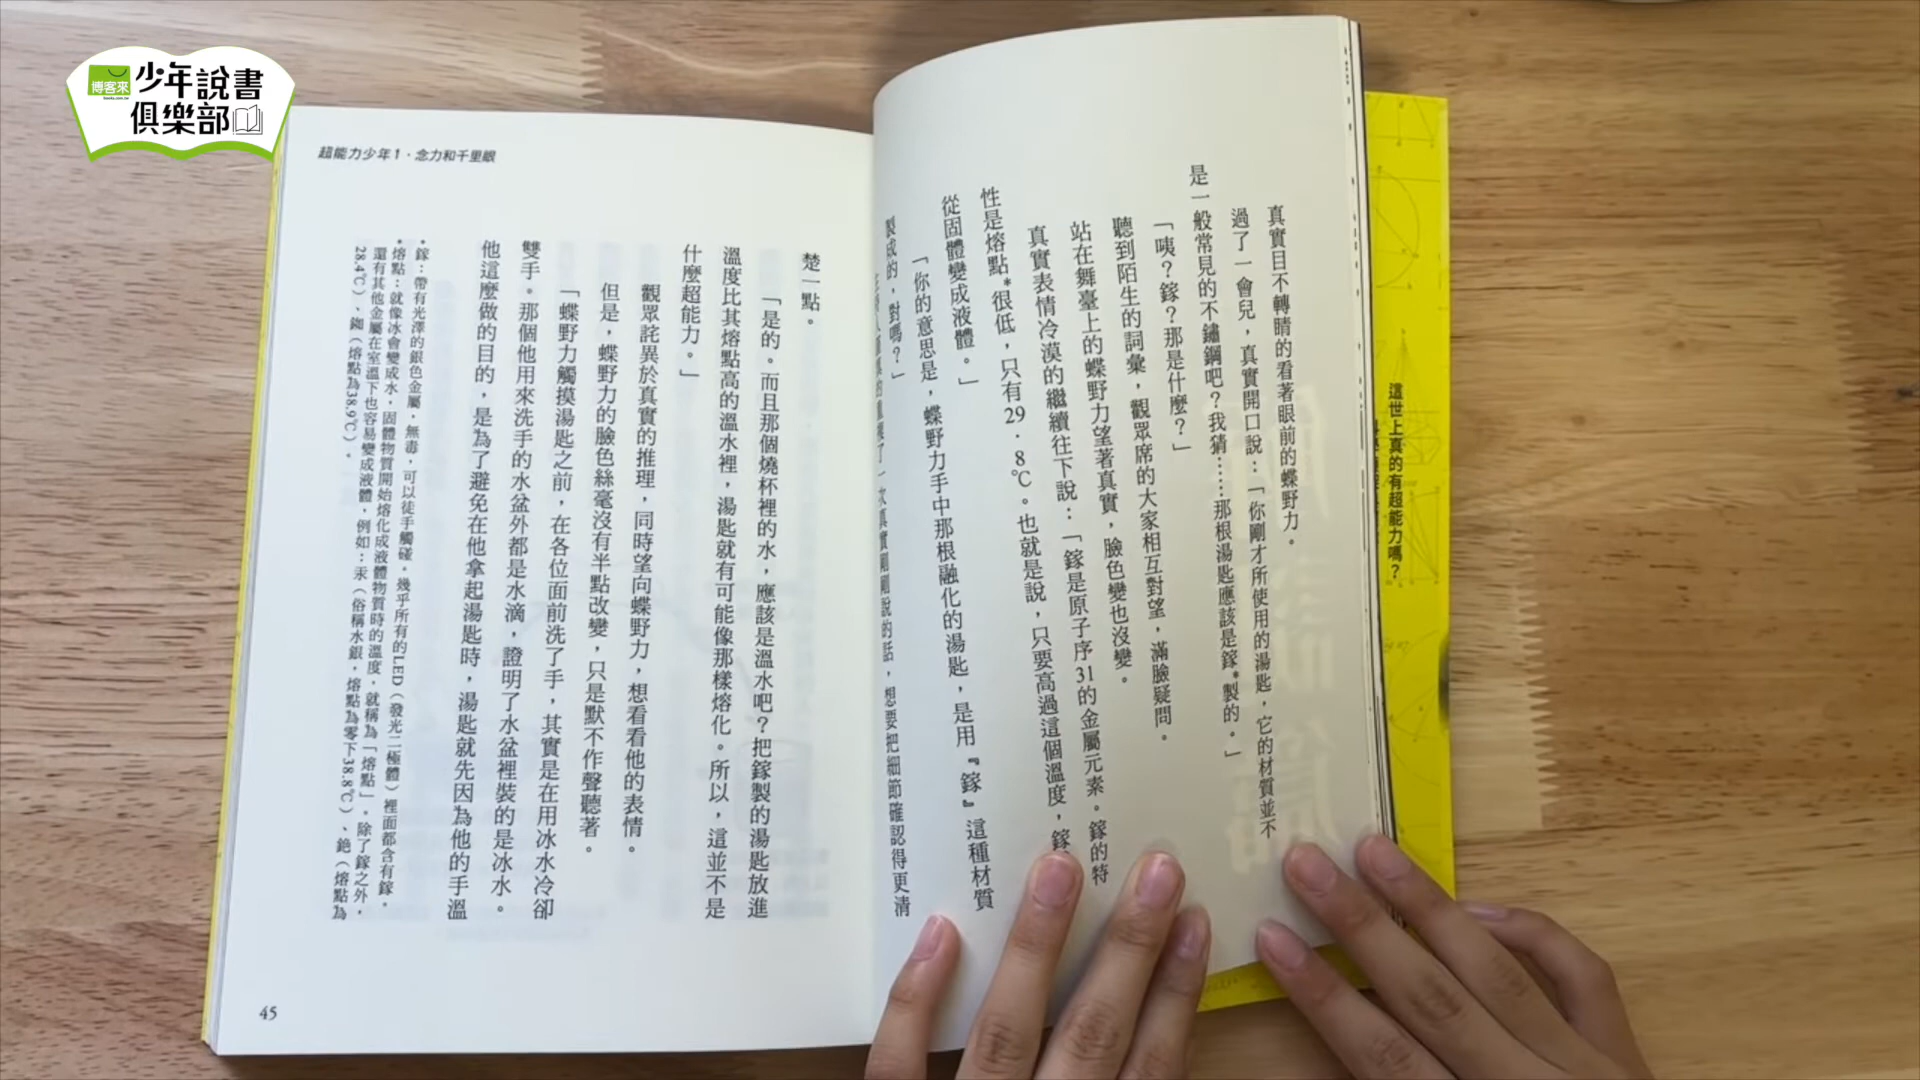 博客來
books.com.tw
少年說書
俱樂部
這世上真的有超能力嗎？
真實目不轉睛的看著眼前的蝶野力。
過了一會兒，真實開口說：「你剛才所使用的湯匙，它的材質並不
是一般常見的不鏽鋼吧？我猜……那根湯匙應該是鎵*製的。」
「咦？鎵？那是什麼？」
聽到陌生的詞彙，觀眾席的大家相互對望，滿臉疑問。
站在舞臺上的蝶野力望著真實，臉色變也沒變。
真實表情冷漠的繼續往下說：「鎵是原子序31的金屬元素。鎵的特
性是熔點*很低，只有29.8℃。也就是說，只要高過這個溫度，鎵
從固體變成液體。」
「你的意思是，蝶野力手中那根融化的湯匙，是用『鎵』這種材質
製成的，對嗎？」
了一次真實剛剛說的話，想要把細節確認得更清
超能力少年1·念力和千里眼
楚一點。
「是的。而且那個燒杯裡的水，應該是溫水吧？把鎵製的湯匙放進
溫度比其熔點高的溫水裡，湯匙就有可能像那樣熔化。所以，這並不是
什麼超能力。」
觀眾詫異於真實的推理，同時望向蝶野力，想看看他的表情。
但是，蝶野力的臉色絲毫沒有半點改變，只是默不作聲聽著。
「蝶野力觸摸湯匙之前，在各位面前洗了手，其實是在用冰水冷卻
雙手。那個他用來洗手的水盆外都是水滴，證明了水盆裡裝的是冰水。
他這麼做的目的，是為了避免在他拿起湯匙時，湯匙就先因為他的手溫
*鎵：帶有光澤的銀色金屬，無毒，可以徒手觸碰。幾乎所有的LED（發光二極體）裡面都含有鎵。
*熔點：就像冰會變成水，固體物質開始熔化成液體物質時的溫度，就稱為「熔點」。除了鎵之外，
還有其他金屬在室溫下也容易變成液體，例如：汞（俗稱水銀，熔點為零下38.8℃）、銫（熔點為
28.4℃）、鉫（熔點為38.9℃）。
45